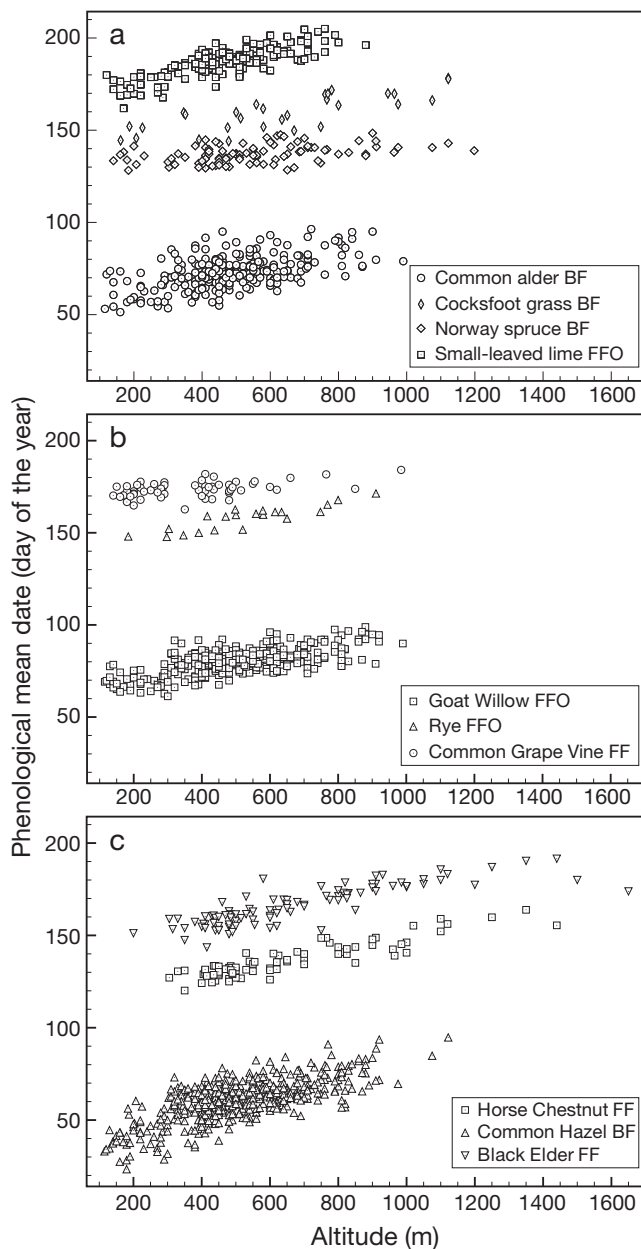 a
200
150
100
50
Common alder BF
Cocksfoot grass BF
Norway spruce BF
Small-leaved lime FFO
200 400 600 800 1000 1200 1400 1600
Phenological mean date (day of the year)
b
200
150
100
50
Goat Willow FFO
Rye FFO
Common Grape Vine FF
200 400 600 800 1000 1200 1400 1600
c
200
150
100
50
Horse Chestnut FF
Common Hazel BF
Black Elder FF
200 400 600 800 1000 1200 1400 1600
Altitude (m)